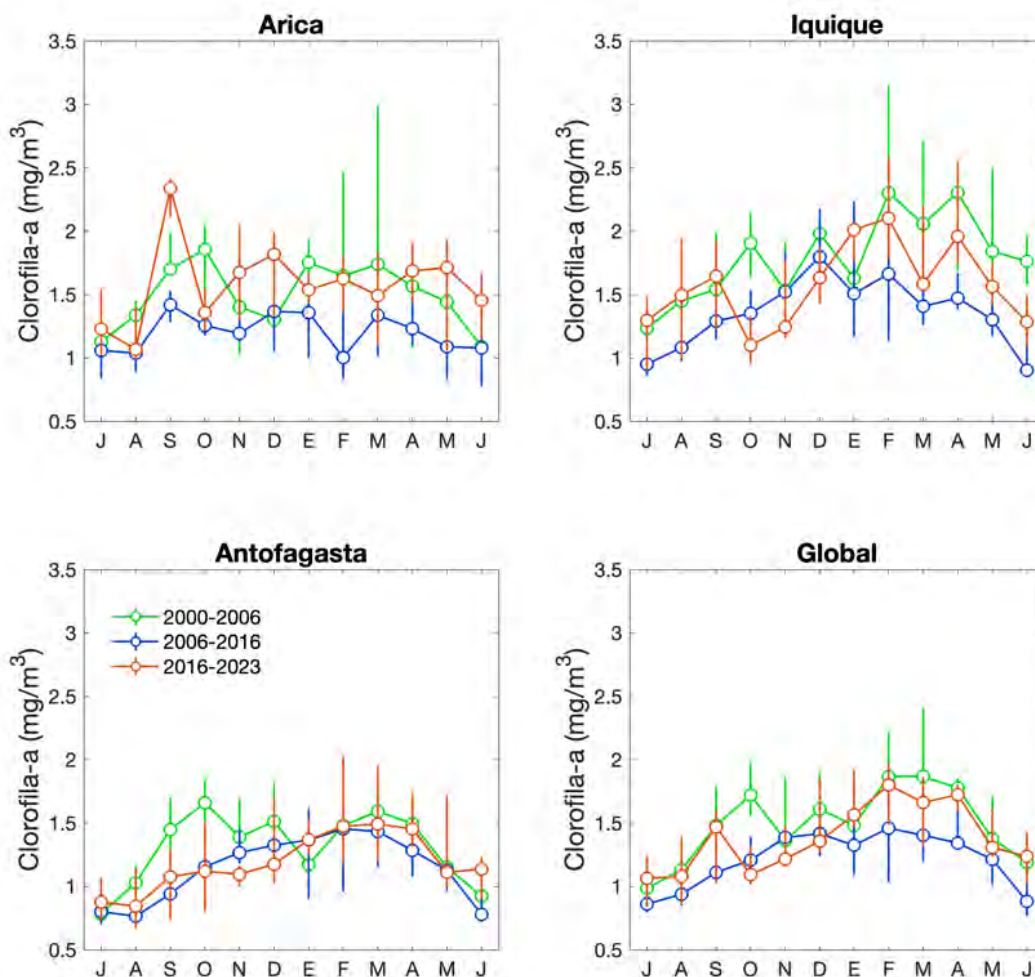 Arica
Clorofila-a (mg/m³)
3.5
3
2.5
2
1.5
1
0.5
J A S O N D E F M A M J
Iquique
Clorofila-a (mg/m³)
3.5
3
2.5
2
1.5
1
0.5
J A S O N D E F M A M J
Antofagasta
Clorofila-a (mg/m³)
3.5
3
2.5
2
1.5
1
0.5
2000-2006
2006-2016
2016-2023
J A S O N D E F M A M J
Global
Clorofila-a (mg/m³)
3.5
3
2.5
2
1.5
1
0.5
J A S O N D E F M A M J